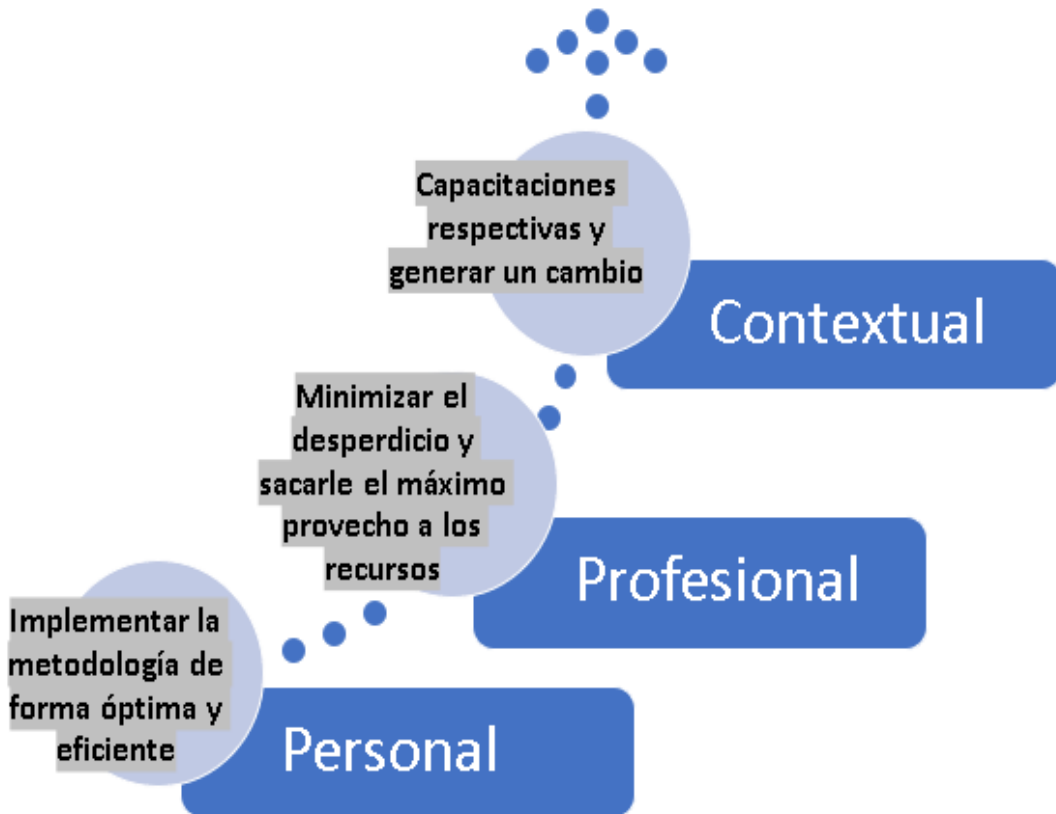 Capacitaciones
respectivas y
generar un cambio
Contextual
Minimizar el
desperdicio y
sacarle el máximo
provecho a los
recursos
Profesional
Implementar la
metodología de
forma óptima y
eficiente
Personal